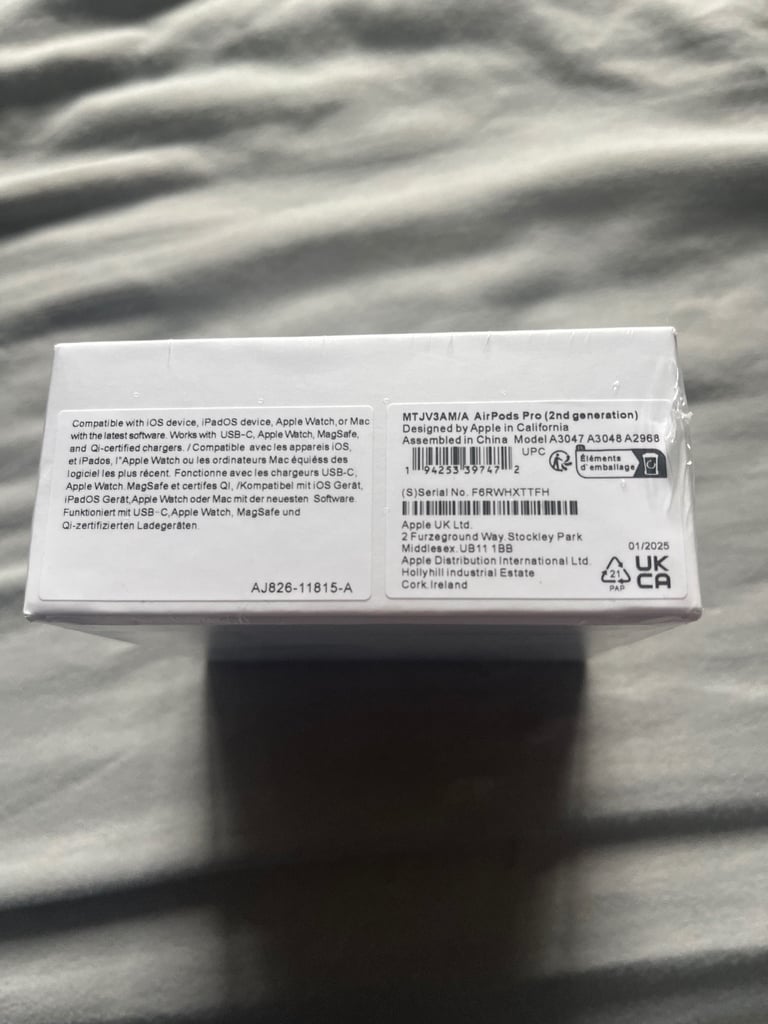 Compatible with iOS device, iPadOS device, Apple Watch, or Mac
with the latest software. Works with USB-C, Apple Watch, MagSafe,
and Qi-certified chargers. / Compatible avec les appareils iOS,
et iPados, l"Apple Watch ou les ordinateurs Mac équiéss des
logiciel les plus récent. Fonctionne avec les chargeurs USB-C,
Apple Watch. MagSafe et certifes QI, /Kompatibel mit iOS Gerät,
iPadOS Gerät,Apple Watch oder Mac mit der neuesten Software.
Funktioniert mit USB-C,Apple Watch, MagSafe und
Qi-zertifizierten Ladegeräten.
AJ826-11815-A
MTJV3AM/A AirPods Pro (2nd generation)
Designed by Apple in California
Assembled in China Model A3047 A3048 A2968
UPC
1 94253 39747 2
Éléments
d'emballage
(S)Serial No. F6RWHXTTFH
Apple UK Ltd.
2 Furzeground Way. Stockley Park
Middlesex. UB11 1BB
Apple Distribution International Ltd.
Hollyhill industrial Estate
Cork. Ireland
01/2025
21
PAP
UK
CA